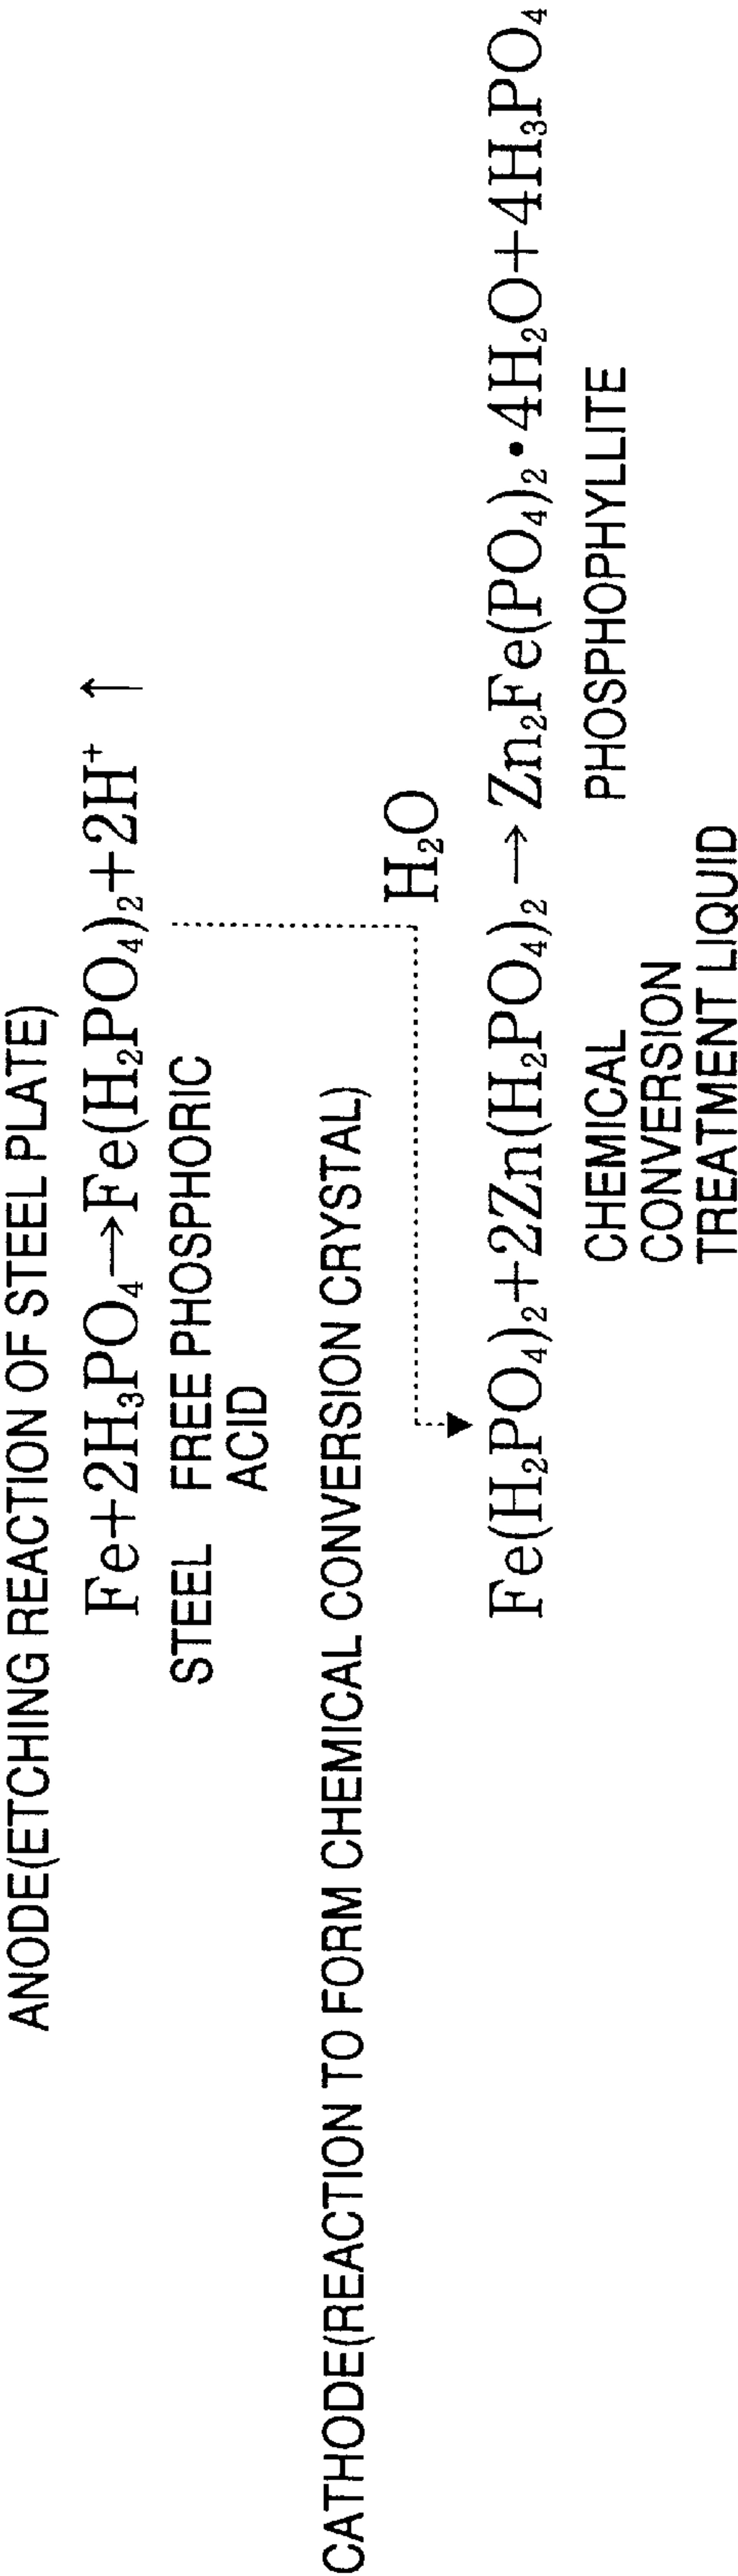 ANODE(ETCHING REACTION OF STEEL PLATE)
Fe+2H₃PO₄→Fe(H₂PO₄)₂+2H⁺ ↑
STEEL FREE PHOSPHORIC
ACID
CATHODE(REACTION TO FORM CHEMICAL CONVERSION CRYSTAL)
H₂O
Fe(H₂PO₄)₂+2Zn(H₂PO₄)₂→Zn₂Fe(PO₄)₂•4H₂O+4H₃PO₄
CHEMICAL PHOSPHOPHYLLITE
CONVERSION
TREATMENT LIQUID